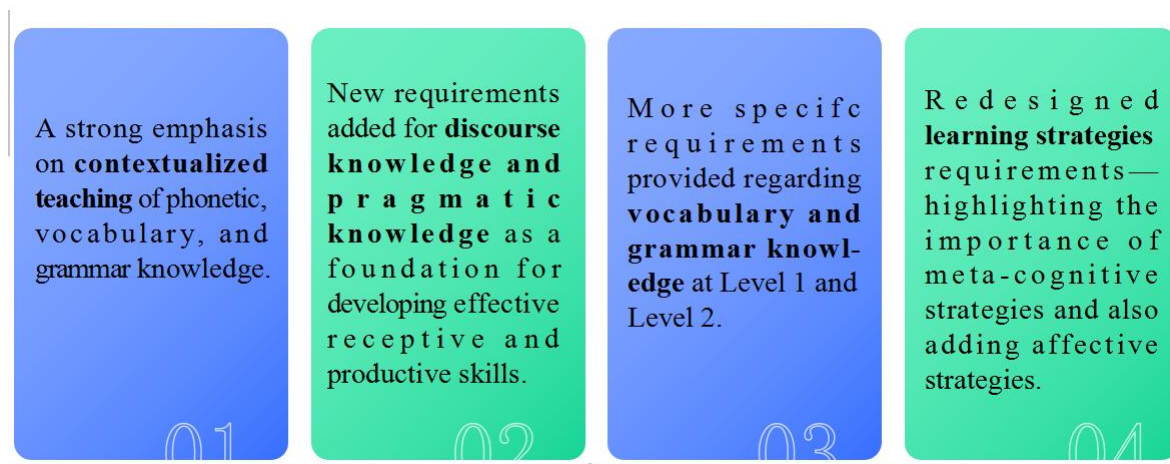 A strong emphasis
on contextualized
teaching of phonetic,
vocabulary, and
grammar knowledge.
01
New requirements
added for discourse
knowledge and
pragmatic
knowledge as a
foundation for
developing effective
receptive and
productive skills.
02
More specifc
requirements
provided regarding
vocabulary and
grammar knowl-
edge at Level 1 and
Level 2.
03
Redesigned
learning strategies
requirements—
highlighting the
importance of
meta-cognitive
strategies and also
adding affective
strategies.
04